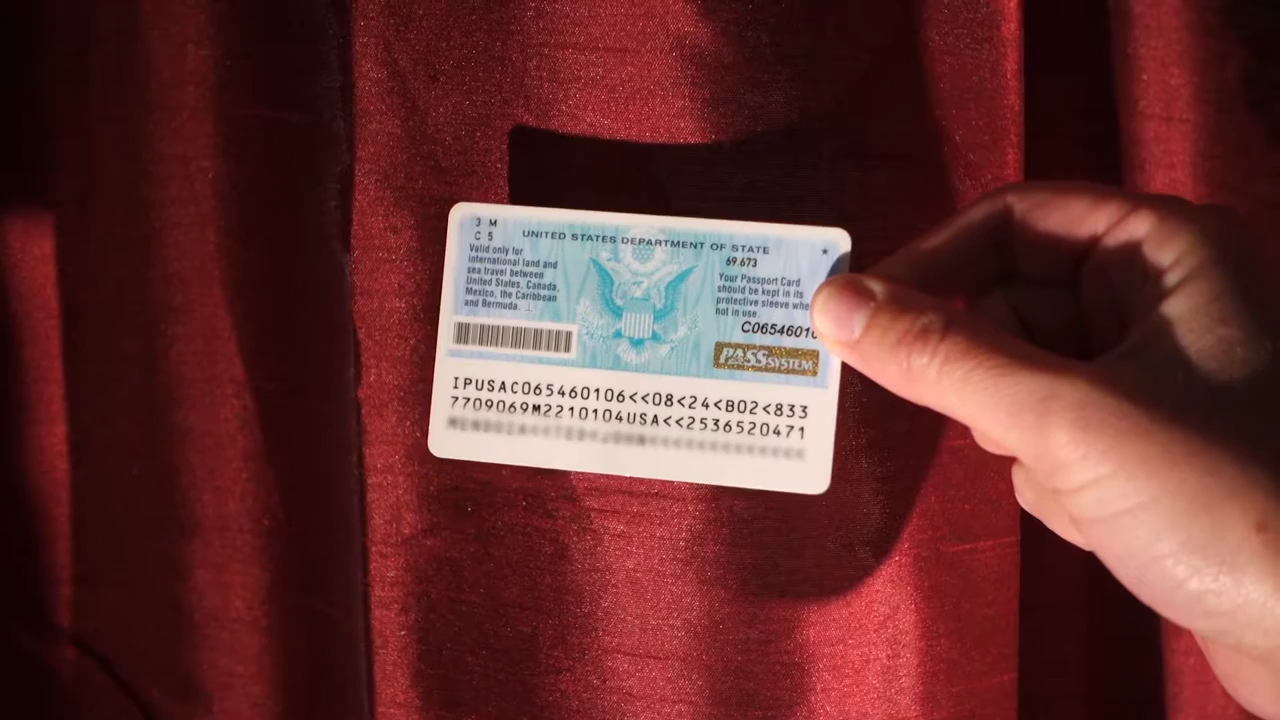 3 M
C 5
UNITED STATES DEPARTMENT OF STATE
69.673
Valid only for
international land and
sea travel between
United States, Canada,
Mexico, the Caribbean
and Bermuda.
Your Passport Card
should be kept in its
protective sleeve
not in use.
C06546010
PASS SYSTEM
IPUSAC065460106<<08<24<B02<833
7709069M2210104USA<<2536520471